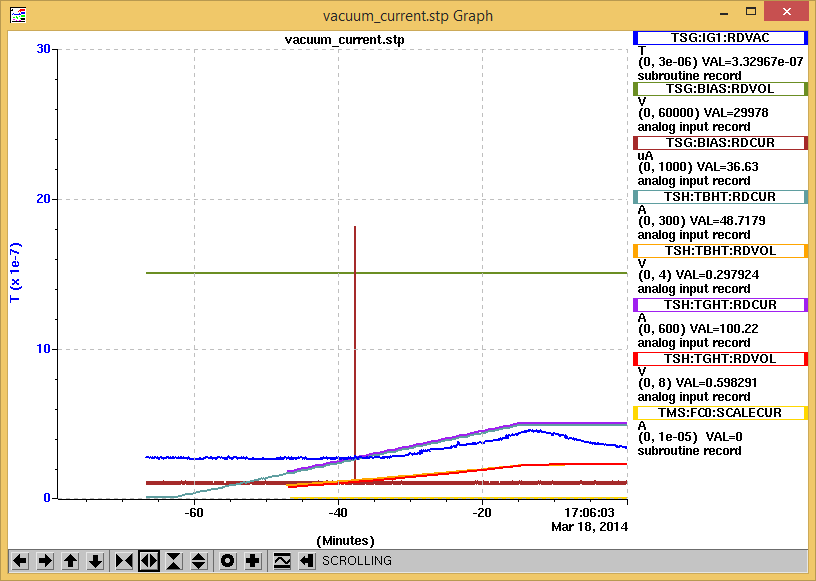 vacuum_current.stp Graph
vacuum_current.stp
30
20
10
0
T (x 1e-7)
-60
-40
-20
17:06:03
Mar 18, 2014
(Minutes)
TSG:IG1:RDVAC
T
(0, 3e-06) VAL=3.32967e-07
subroutine record
TSG:BIAS:RDVOL
V
(0, 60000) VAL=29978
analog input record
TSG:BIAS:RDCUR
uA
(0, 1000) VAL=36.63
analog input record
TSH:TBHT:RDCUR
A
(0, 300) VAL=48.7179
analog input record
TSH:TBHT:RDVOL
V
(0, 4) VAL=0.297924
analog input record
TSH:TGHT:RDCUR
A
(0, 600) VAL=100.22
analog input record
TSH:TGHT:RDVOL
V
(0, 8) VAL=0.598291
analog input record
TMS:FC0:SCALECUR
A
(0, 1e-05)  VAL=0
subroutine record
SCROLLING